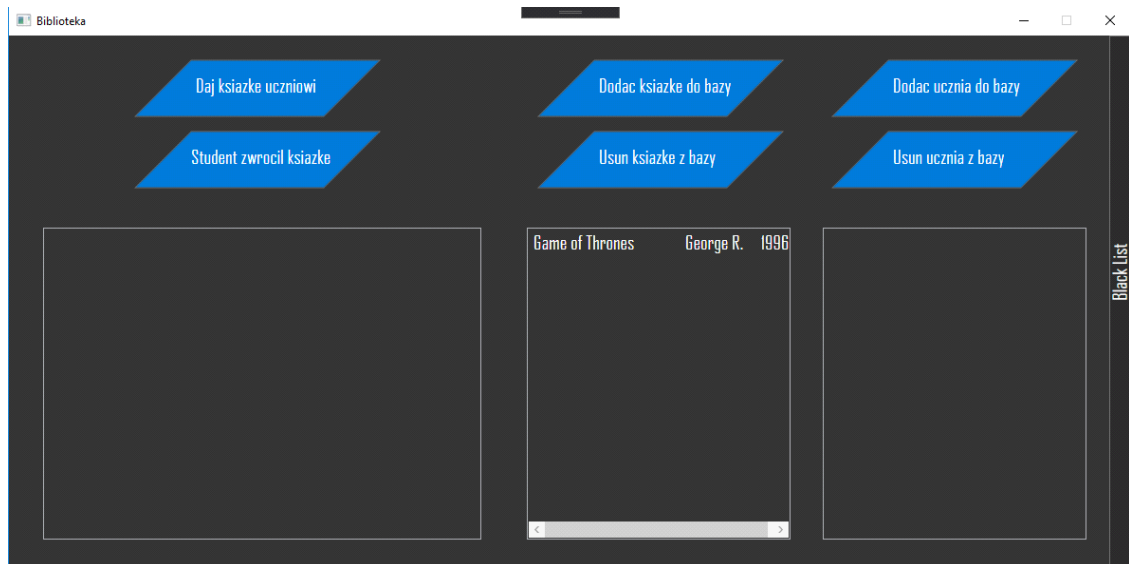 Biblioteka
Daj ksiazke uczniowi
Dodac ksiazke do bazy
Dodac ucznia do bazy
Student zwrocil ksiazke
Usun ksiazke z bazy
Usun ucznia z bazy
Game of Thrones George R. 1996
Black List